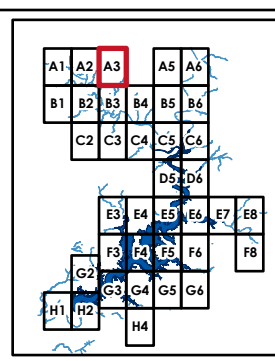 A1 A2 A3 A5 A6
B1 B2 B3 B4 B5 B6
C2 C3 C4 C5 C6
D5 D6
E3 E4 E5 E6 E7 E8
F3 F4 F5 F6 F8
G2
G3 G4 G5 G6
H1 H2
H4